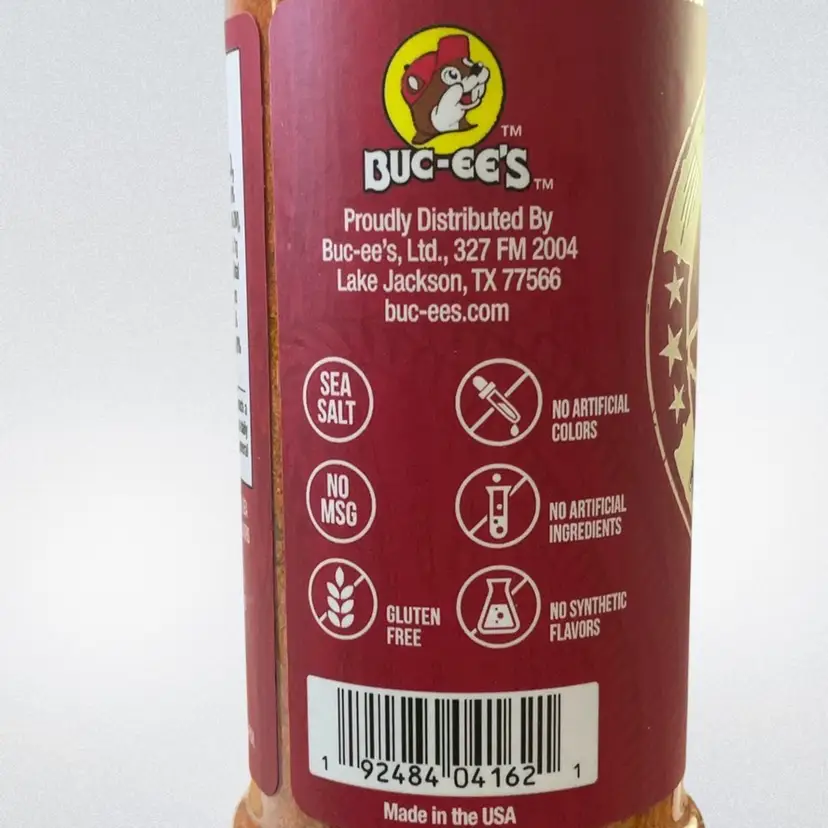 TM
BUC-EE'S TM
Proudly Distributed By
Buc-ee's, Ltd., 327 FM 2004
Lake Jackson, TX 77566
buc-ees.com
SEA
SALT
NO ARTIFICIAL
COLORS
NO
MSG
NO ARTIFICIAL
INGREDIENTS
GLUTEN
FREE
NO SYNTHETIC
FLAVORS
1 92484 04162 1
Made in the USA